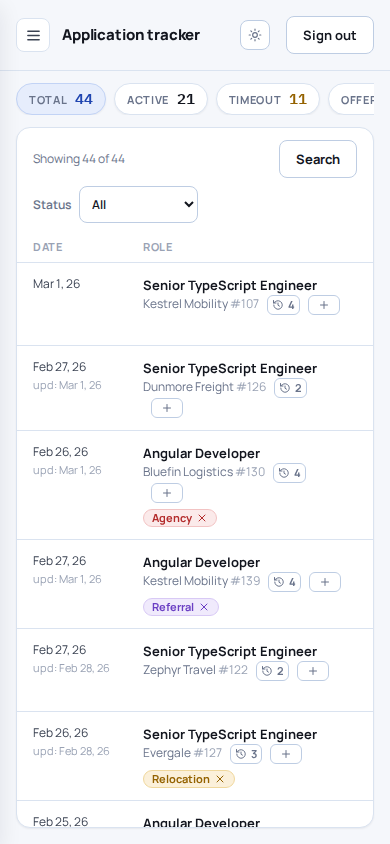 Application tracker
Sign out
TOTAL 44
ACTIVE 21
TIMEOUT 11
OFFER
Showing 44 of 44
Search
Status
All
DATE ROLE
Mar 1, 26
Senior TypeScript Engineer
Kestrel Mobility #107 4 +
Feb 27, 26
upd: Mar 1, 26
Senior TypeScript Engineer
Dunmore Freight #126 2
+
Feb 26, 26
upd: Mar 1, 26
Angular Developer
Bluefin Logistics #130 4
+
Agency ×
Feb 26, 26
upd: Mar 1, 26
Angular Developer
Kestrel Mobility #139 4 +
Referral ×
Feb 27, 26
upd: Feb 28, 26
Senior TypeScript Engineer
Zephyr Travel #122 2 +
Feb 26, 26
upd: Feb 28, 26
Senior TypeScript Engineer
Evergale #127 3 +
Relocation ×
Feb 25, 26
Angular Developer